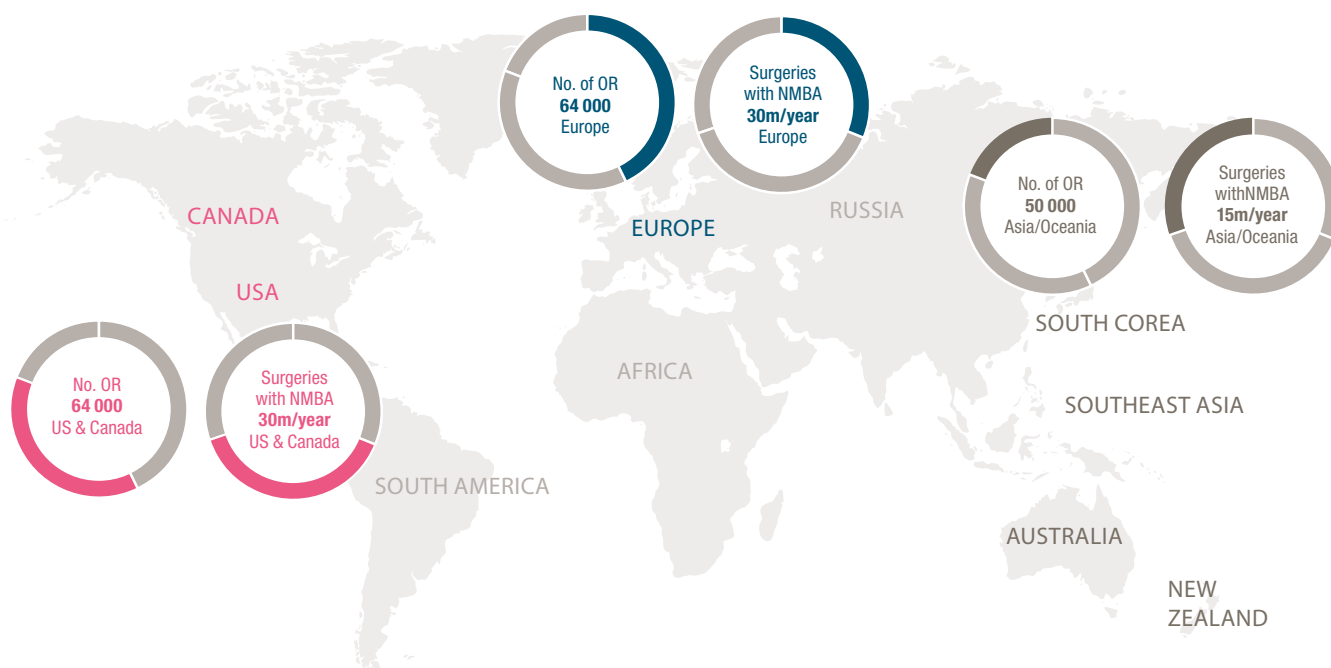 No. of OR
64 000
Europe
Surgeries
with NMBA
30m/year
Europe
No. of OR
50 000
Asia/Oceania
Surgeries
withNMBA
15m/year
Asia/Oceania
CANADA
USA
EUROPE
RUSSIA
SOUTH COREA
No. OR
64 000
US & Canada
Surgeries
with NMBA
30m/year
US & Canada
AFRICA
SOUTHEAST ASIA
SOUTH AMERICA
AUSTRALIA
NEW
ZEALAND